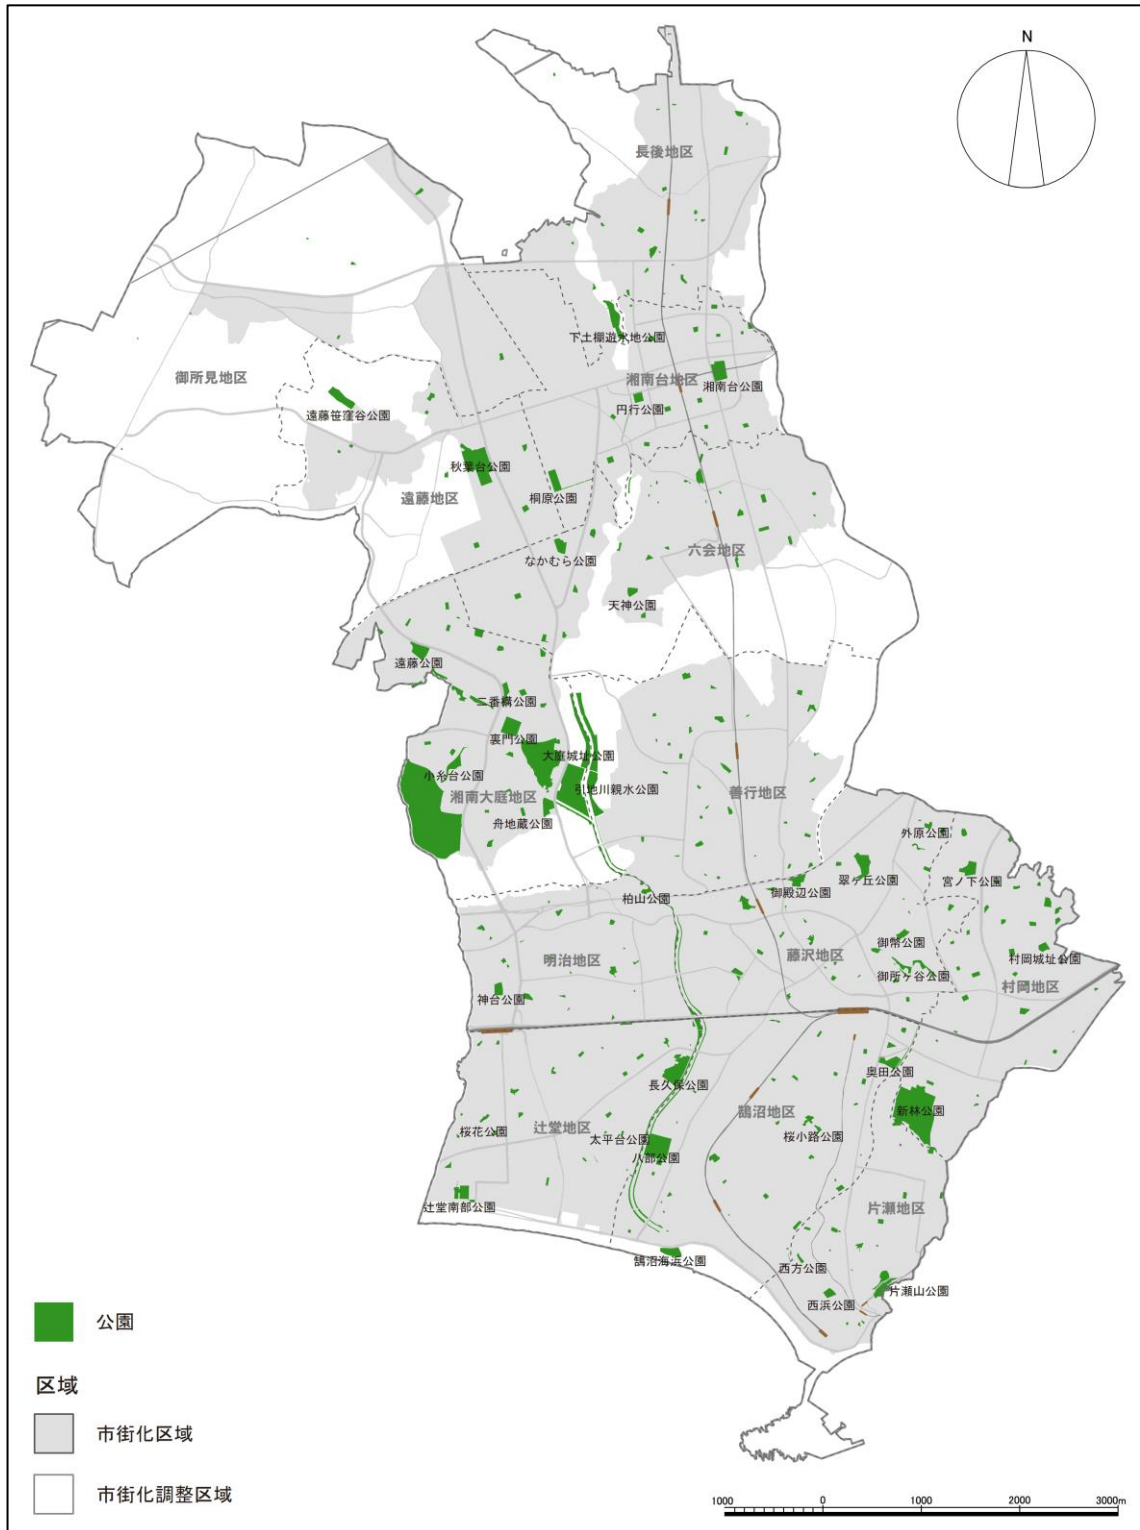 N
長後地区
下土棚遊水地公園
御所見地区
湘南台地区
湘南台公園
遠藤笹窪谷公園
円行公園
秋葉台公園
遠藤地区
桐原公園
六会地区
なかむら公園
天神公園
遠藤公園
二番構公園
裏門公園
大庭城址公園
小糸台公園
引地川親水公園
湘南大庭地区
善行地区
舟地蔵公園
外原公園
翠ヶ丘公園
宮ノ下公園
御殿辺公園
柏山公園
御幣公園
藤沢地区
明治地区
村岡城址公園
御所ヶ谷公園
村岡地区
神台公園
奥田公園
長久保公園
新林公園
鵠沼地区
桜花公園
辻堂地区
太平台公園
桜小路公園
八部公園
辻堂南部公園
片瀬地区
鵠沼海浜公園
西方公園
片瀬山公園
西浜公園
公園
区域
市街化区域
市街化調整区域
1000 0 1000 2000 3000m